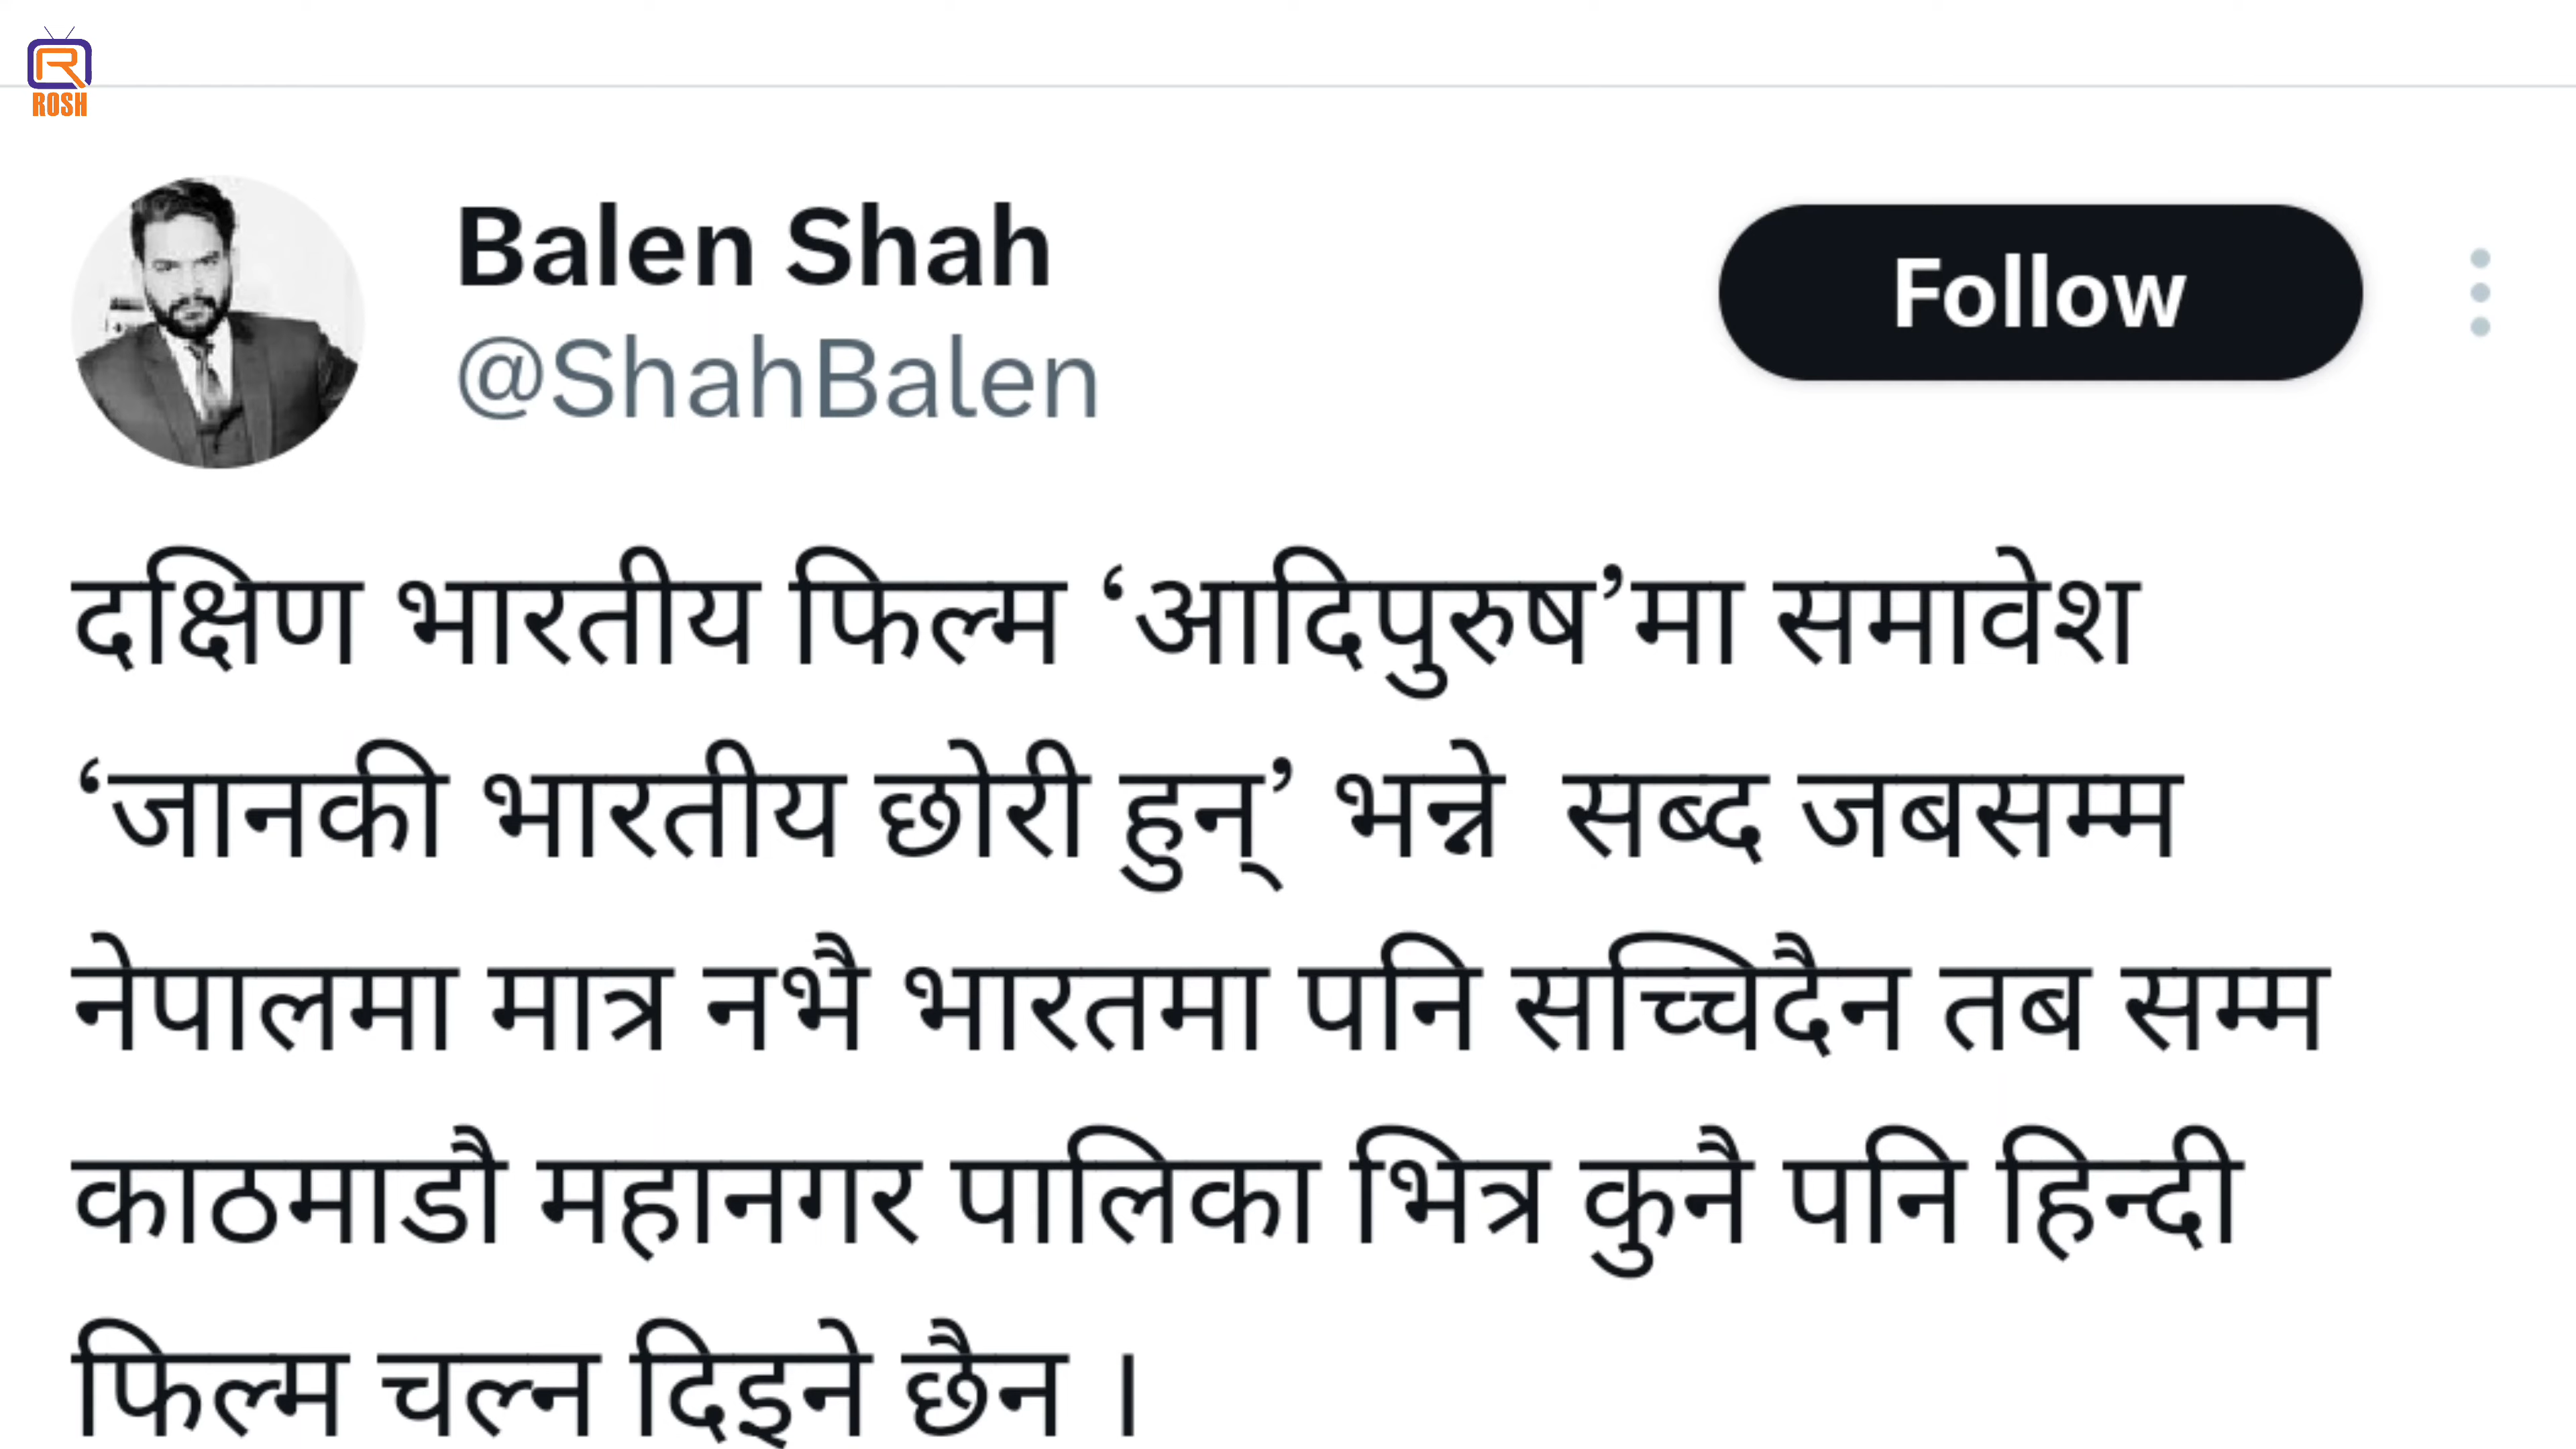 ROSH
Balen Shah
Follow
@ShahBalen
दक्षिण भारतीय फिल्म ‘आदिपुरुष’मा समावेश
‘जानकी भारतीय छोरी हुन्’ भन्ने सब्द जबसम्म
नेपालमा मात्र नभै भारतमा पनि सच्चिदैन तब सम्म
काठमाडौ महानगर पालिका भित्र कुनै पनि हिन्दी
फिल्म चल्न दिइने छैन ।